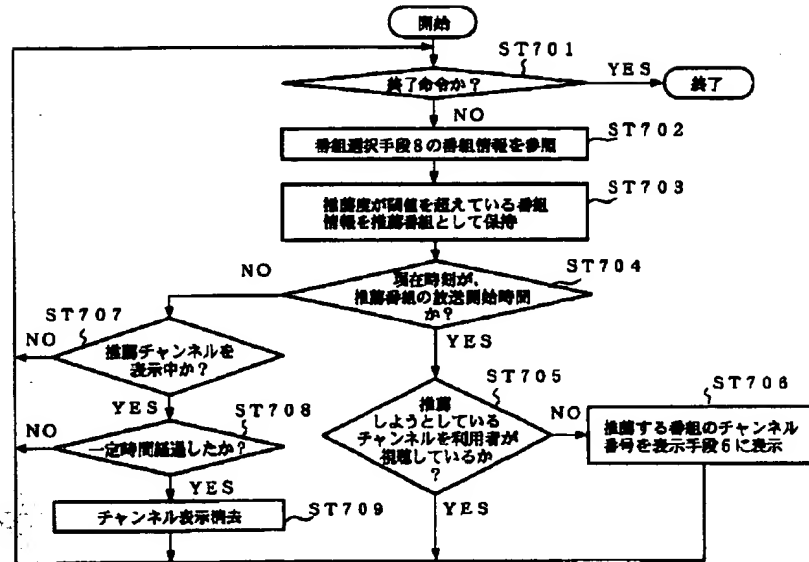 開始
ST701
終了命令か?
YES
終了
NO
ST702
番組選択手段8の番組情報を参照
ST703
推薦度が閾値を超えている番組
情報を推薦番組として保持
NO
ST704
現在時刻が、
推薦番組の放送開始時間
か?
ST707
YES
NO
推薦チャンネルを
表示中か?
ST705
ST706
推薦
しようとしている
チャンネルを利用者が
視聴しているか
?
NO
推薦する番組のチャンネル
番号を表示手段6に表示
YES
ST708
NO
一定時間経過したか?
YES
ST709
YES
チャンネル表示消去